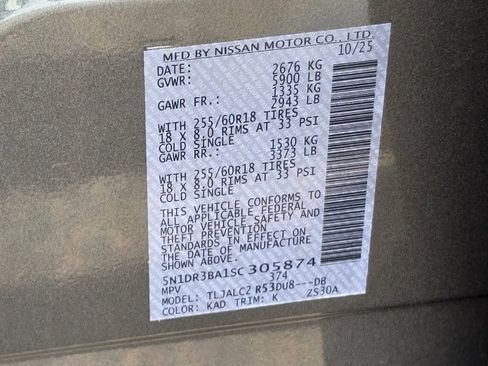 MFD BY NISSAN MOTOR CO., LTD.
DATE: 10/25
GVWR: 2676 KG
5900 LB
GAWR FR.: 1335 KG
2943 LB
WITH 255/60R18 TIRES
18 X 8.0 RIMS AT 33 PSI
COLD SINGLE
GAWR RR.: 1530 KG
3373 LB
WITH 255/60R18 TIRES
18 X 8.0 RIMS AT 33 PSI
COLD SINGLE
THIS VEHICLE CONFORMS TO
ALL APPLICABLE FEDERAL
MOTOR VEHICLE SAFETY AND
THEFT PREVENTION
STANDARDS IN EFFECT ON
THE DATE OF MANUFACTURE
5N1DR3BA1SC305874
MPV 374
MODEL: TLJALC2 R53DU8---DB
COLOR: KAD TRIM: K ZS30A